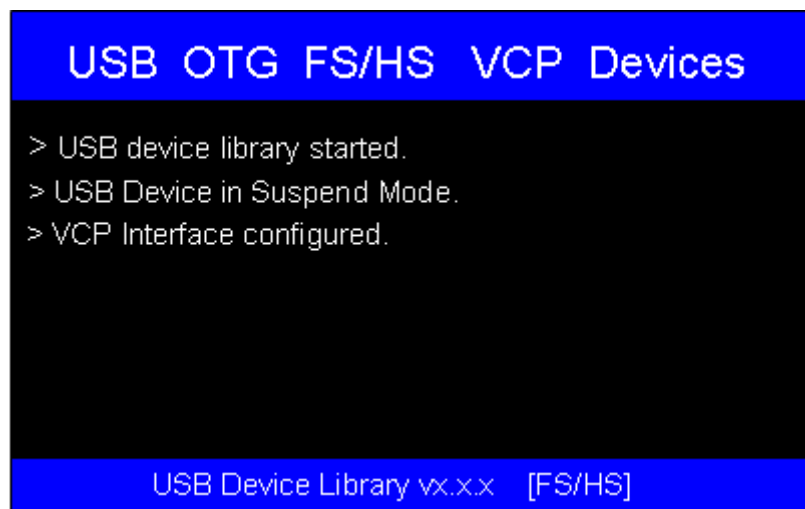 USB OTG FS/HS VCP Devices
> USB device library started.
> USB Device in Suspend Mode.
> VCP Interface configured.
USB Device Library vx.x.x [FS/HS]